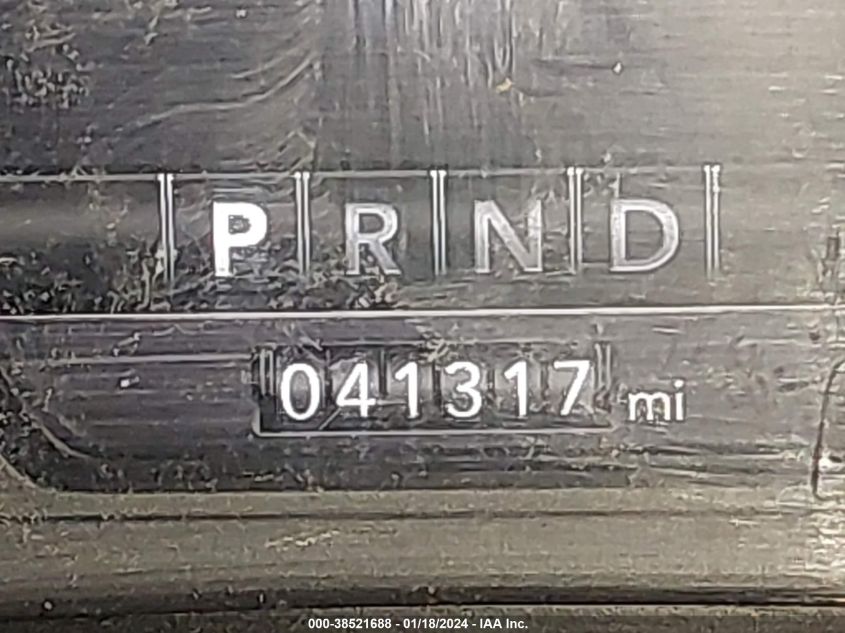 P R N D
041317 mi
000-38521688 - 01/18/2024 - IAA Inc.